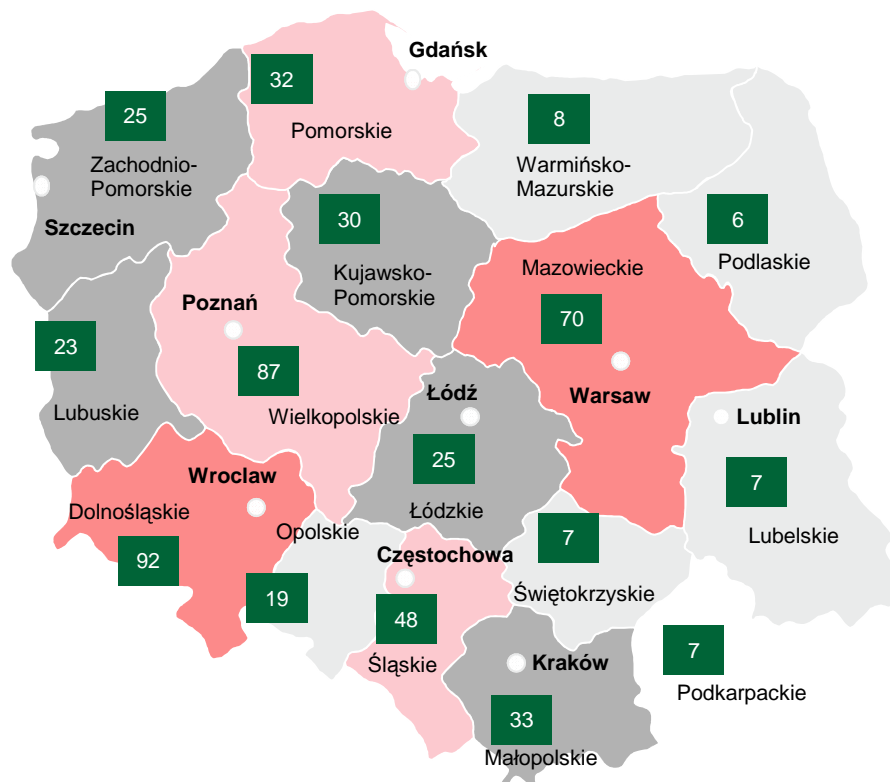 Gdańsk
32
Pomorskie
25
Zachodnio-
Pomorskie
Szczecin
8
Warmińsko-
Mazurskie
30
Kujawsko-
Pomorskie
6
Podlaskie
Mazowieckie
70
Warsaw
Poznań
87
Wielkopolskie
23
Lubuskie
Łódź
25
Łódzkie
Lublin
7
Lubelskie
Wroclaw
Dolnośląskie
92
Opolskie
19
Częstochowa
48
Śląskie
7
Świętokrzyskie
Kraków
33
Małopolskie
7
Podkarpackie